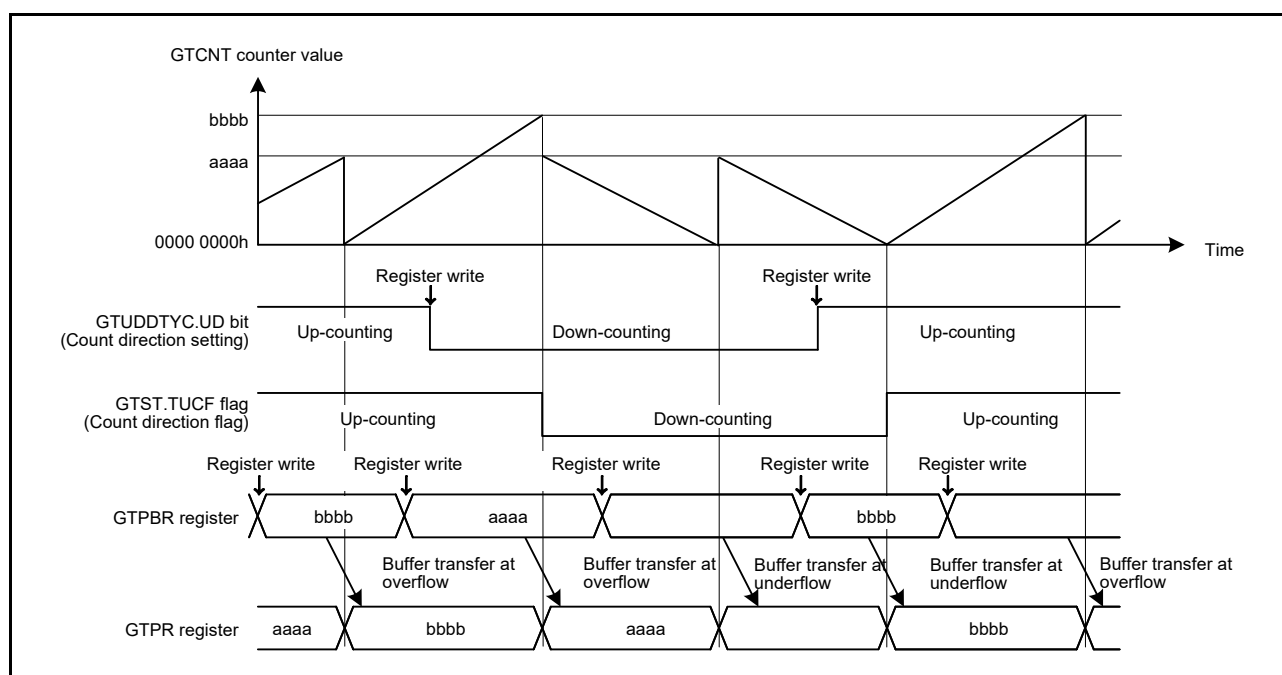 GTCNT counter value
bbbb
aaaa
0000 0000h
Time
Register write
Register write
GTUDDTYC.UD bit
(Count direction setting)
Up-counting
Down-counting
Up-counting
GTST.TUCF flag
(Count direction flag)
Up-counting
Down-counting
Up-counting
Register write
Register write
Register write
Register write
Register write
GTPBR register
bbbb
aaaa
bbbb
Buffer transfer at
overflow
Buffer transfer at
overflow
Buffer transfer at
underflow
Buffer transfer at
underflow
Buffer transfer at
overflow
GTPR register
aaaa
bbbb
aaaa
bbbb